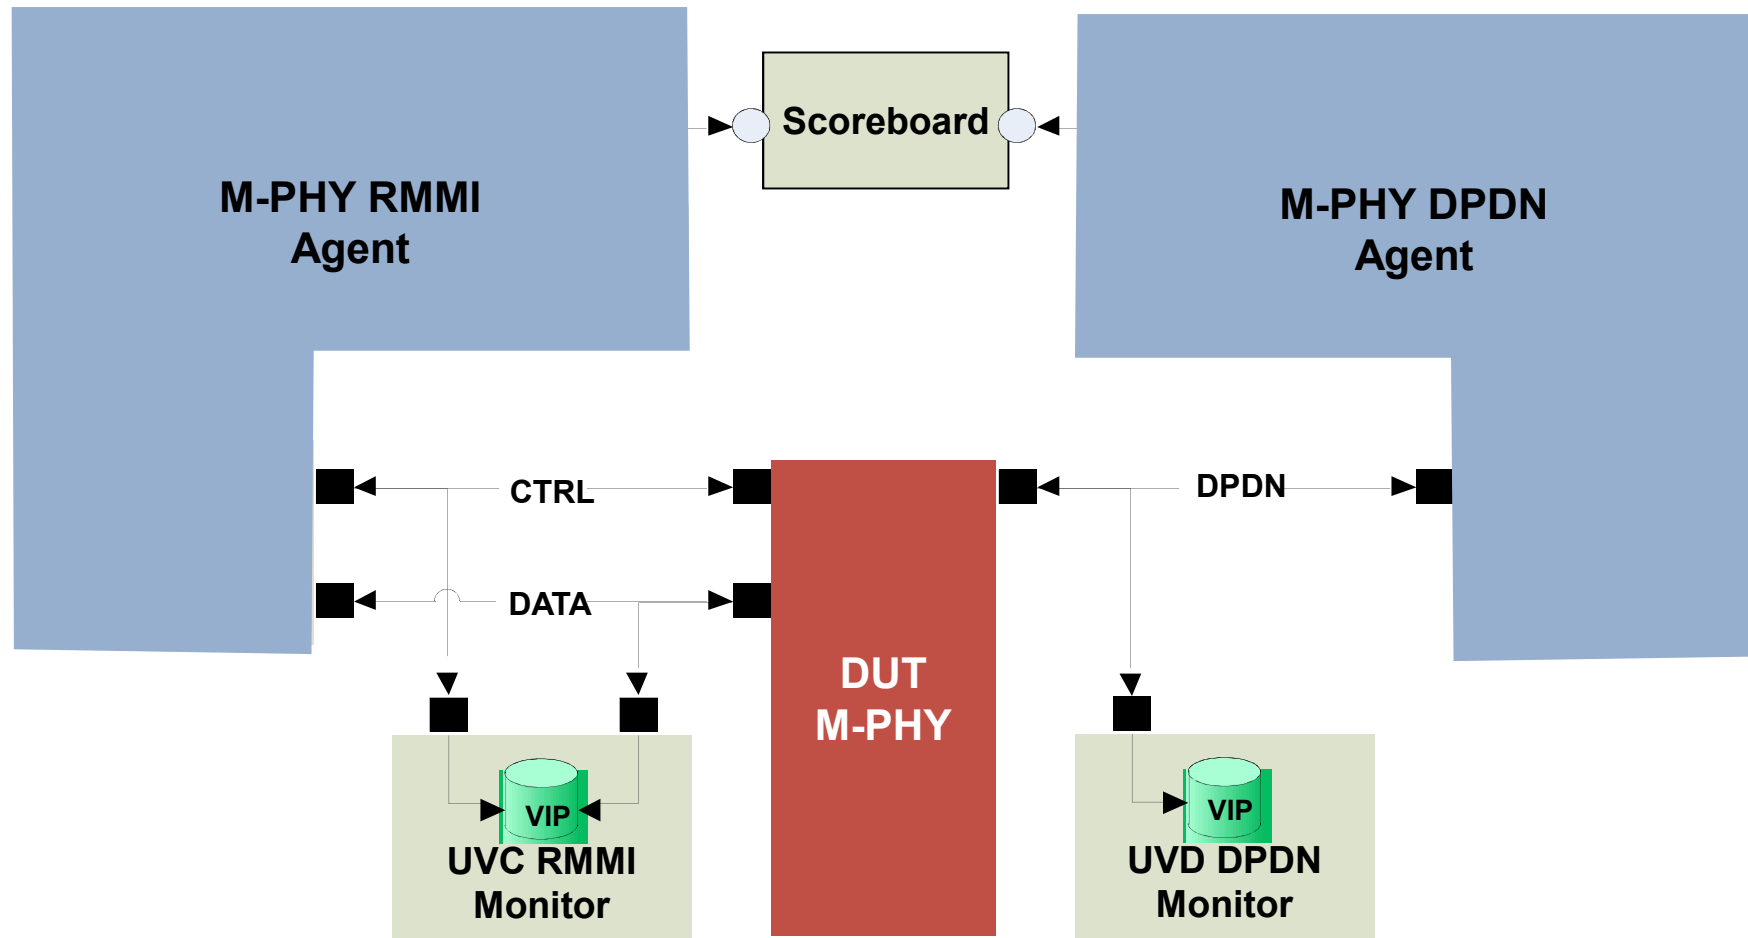 Scoreboard
M-PHY RMMI
Agent
M-PHY DPDN
Agent
CTRL
DPDN
DATA
DUT
M-PHY
VIP
UVC RMMI
Monitor
VIP
UVD DPDN
Monitor